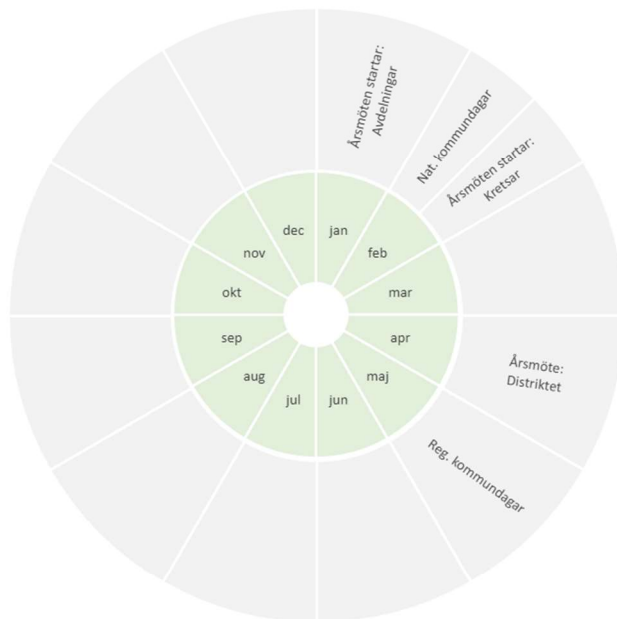 Årsmöten startar:
Avdelningar
Nat. kommundagar
Årsmöten startar:
Kretsar
Årsmöte:
Distriktet
Reg. kommundagar
jan
feb
mar
apr
maj
jun
jul
aug
sep
okt
nov
dec